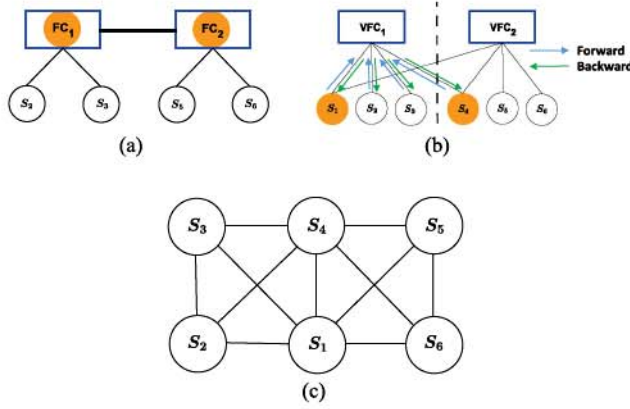 FC1 FC2
S2 S3 S5 S6
(a)
VFC1 VFC2
Forward
Backward
S1 S2 S3 S4 S5 S6
(b)
S3 S4 S5
S2 S1 S6
(c)